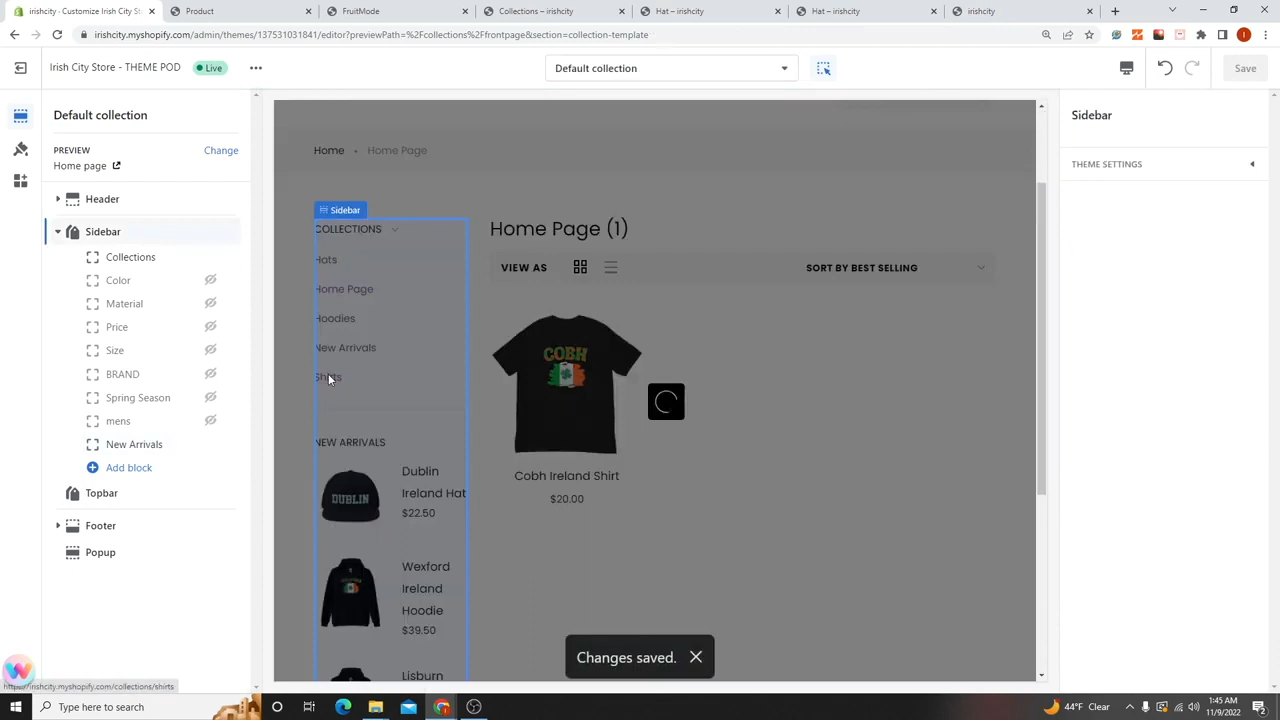 irishcity - Customize Irish City St
Product
FruitMode
Collections – irishcity
Hat – irishcity
Hat – irishcity
irishcity
irishcity.myshopify.com/admin/themes/137531031841/editor?previewPath=%2Fcollections%2Ffrontpage&section=collection-template
Irish City Store - THEME POD
Live
Default collection
Save
Default collection
PREVIEW
Change
Home page
Header
Sidebar
Collections
Color
Material
Price
Size
BRAND
Spring Season
mens
New Arrivals
Add block
Topbar
Footer
Popup
Home • Home Page
Sidebar
COLLECTIONS
Hats
Home Page
Hoodies
New Arrivals
Shirts
NEW ARRIVALS
DUBLIN
Dublin
Ireland Hat
$22.50
Wexford
Ireland
Hoodie
$39.50
Lisburn
Home Page (1)
VIEW AS
SORT BY BEST SELLING
COBH
Cobh Ireland Shirt
$20.00
Changes saved.
Sidebar
THEME SETTINGS
https://irishcity.myshopify.com/collections/shirts
Type here to search
44°F Clear
1:45 AM
11/9/2022